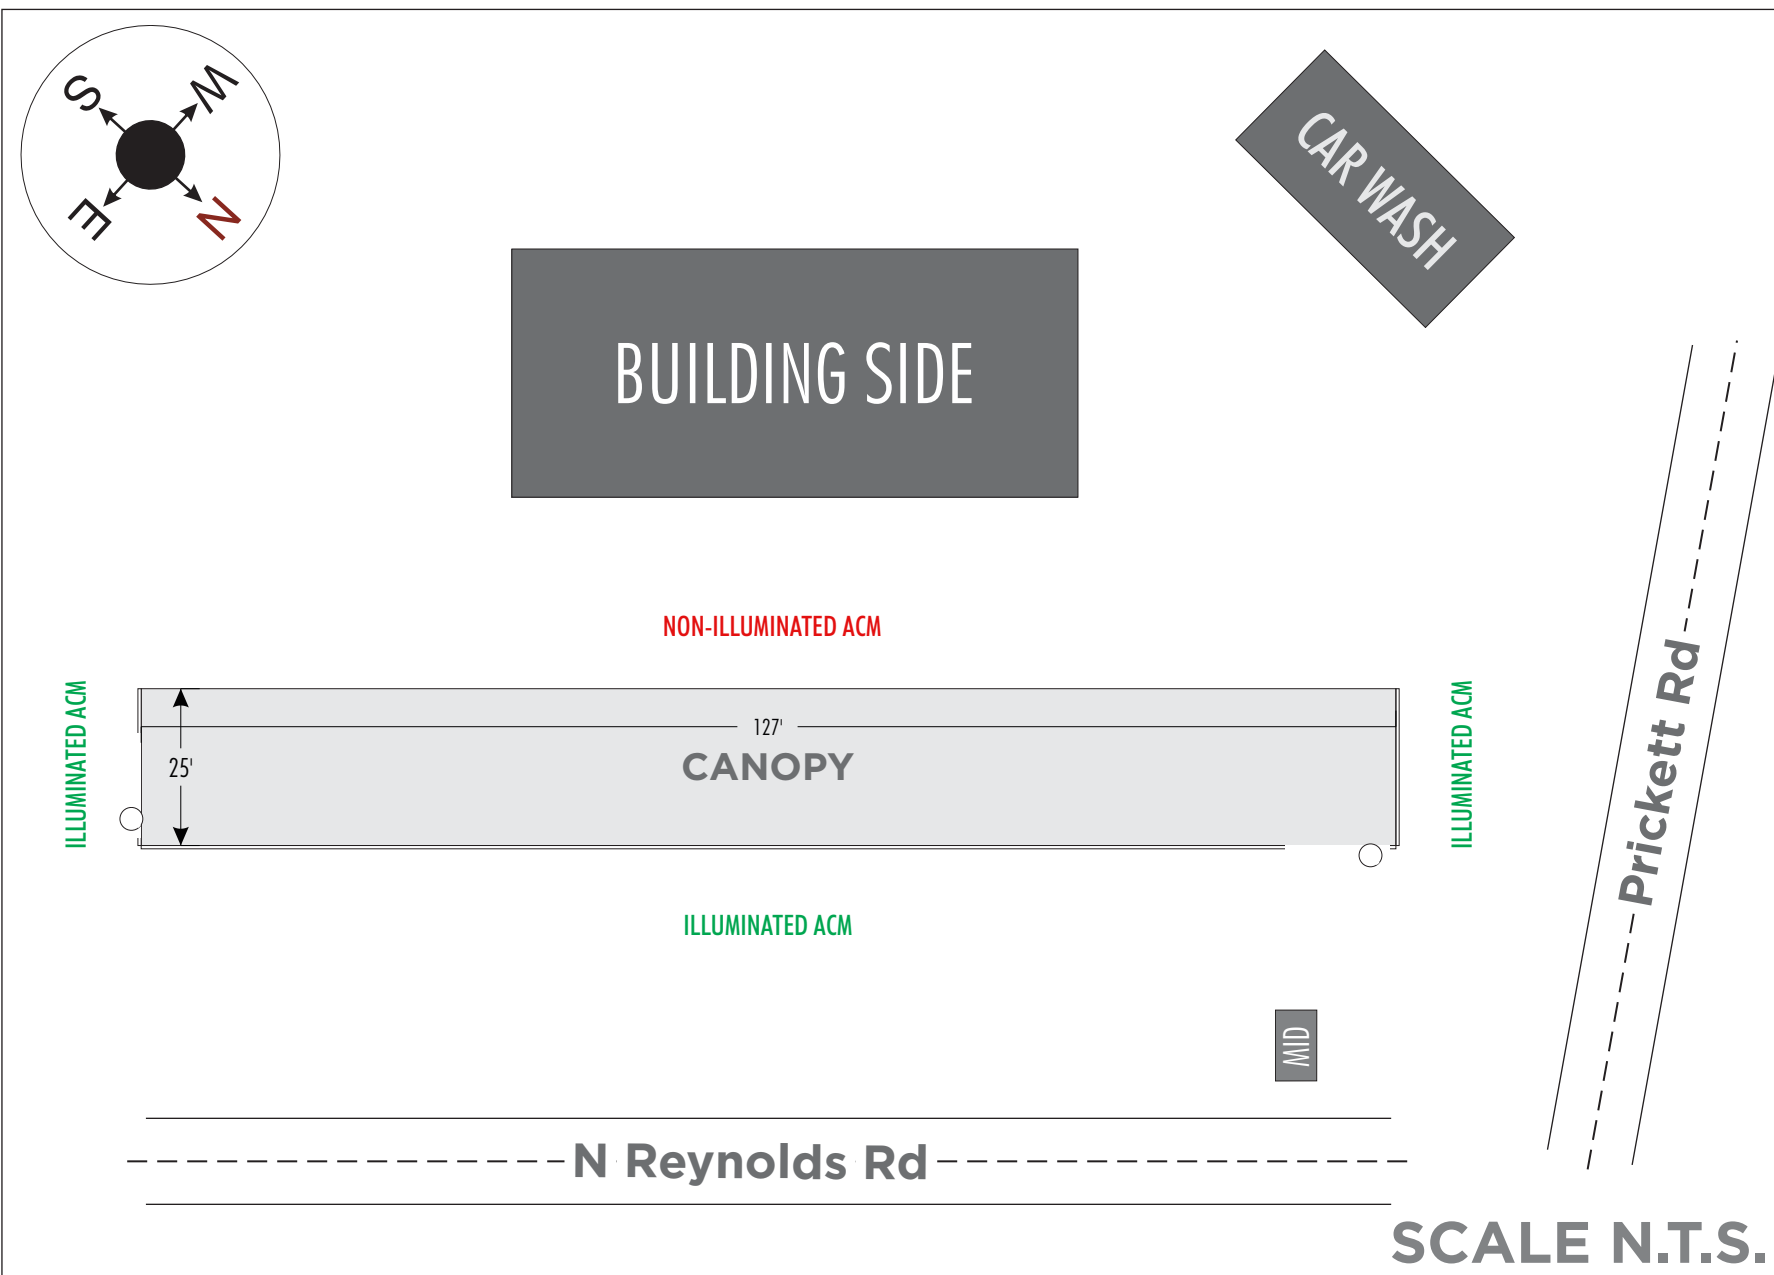 S
W
E
N
CAR WASH
BUILDING SIDE
NON-ILLUMINATED ACM
ILLUMINATED ACM
127'
25'
CANOPY
ILLUMINATED ACM
Prickett Rd
ILLUMINATED ACM
MID
N Reynolds Rd
SCALE N.T.S.